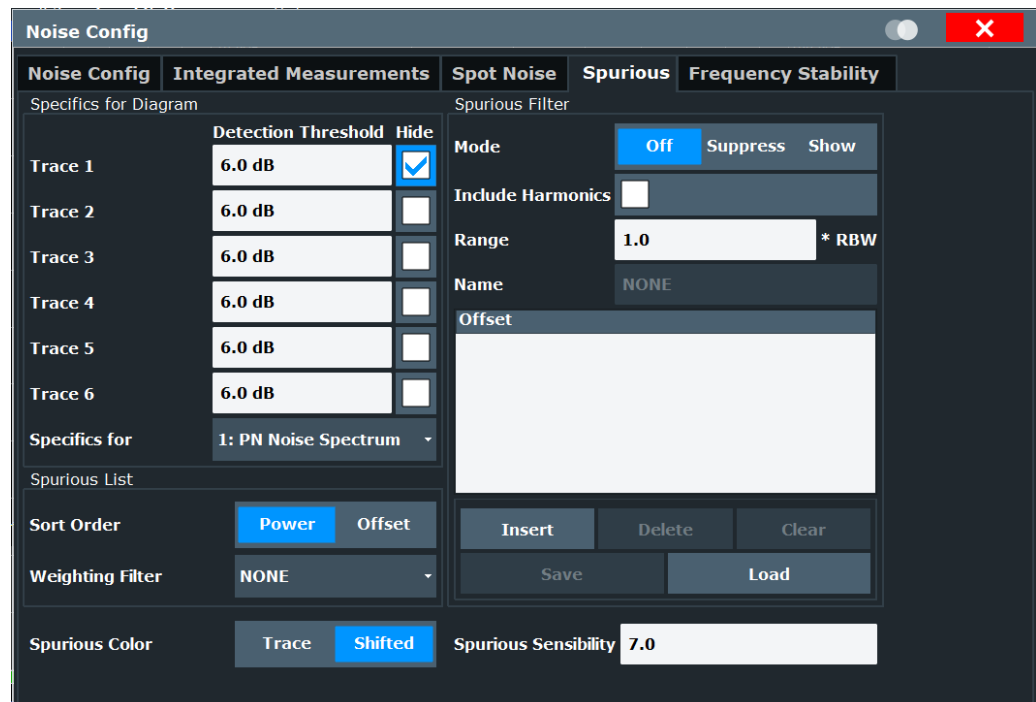 Noise Config
Noise Config Integrated Measurements Spot Noise Spurious Frequency Stability
Specifics for Diagram
Detection Threshold Hide
Trace 1 6.0 dB
Trace 2 6.0 dB
Trace 3 6.0 dB
Trace 4 6.0 dB
Trace 5 6.0 dB
Trace 6 6.0 dB
Specifics for 1: PN Noise Spectrum
Spurious List
Sort Order Power Offset
Weighting Filter NONE
Spurious Color Trace Shifted
Spurious Filter
Mode Off Suppress Show
Include Harmonics
Range 1.0 * RBW
Name NONE
Offset
Insert Delete Clear
Save Load
Spurious Sensibility 7.0